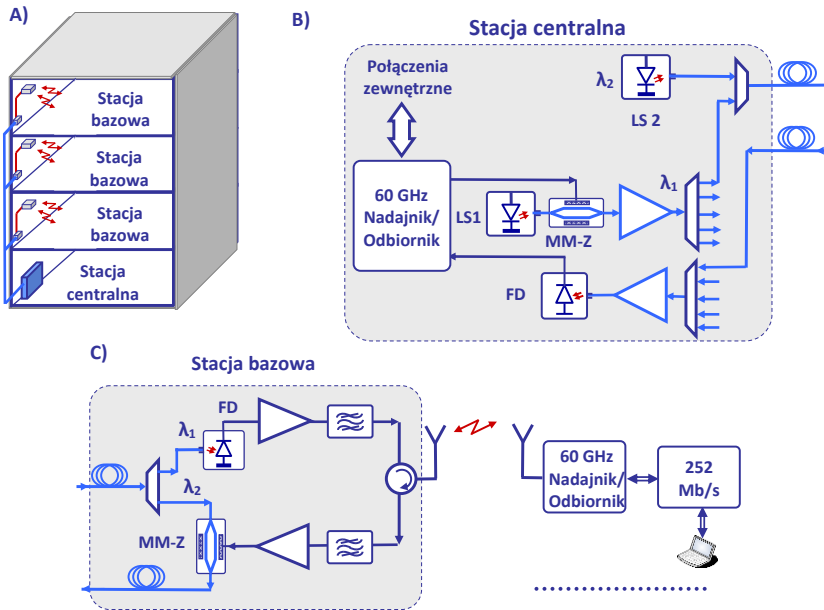 A)
Stacja
bazowa
Stacja
bazowa
Stacja
bazowa
Stacja
centralna
B)
Stacja centralna
Połączenia
zewnętrzne
λ2
LS 2
60 GHz
Nadajnik/
Odbiornik
LS1
MM-Z
λ1
FD
C)
Stacja bazowa
FD
λ1
λ2
MM-Z
60 GHz
Nadajnik/
Odbiornik
252
Mb/s